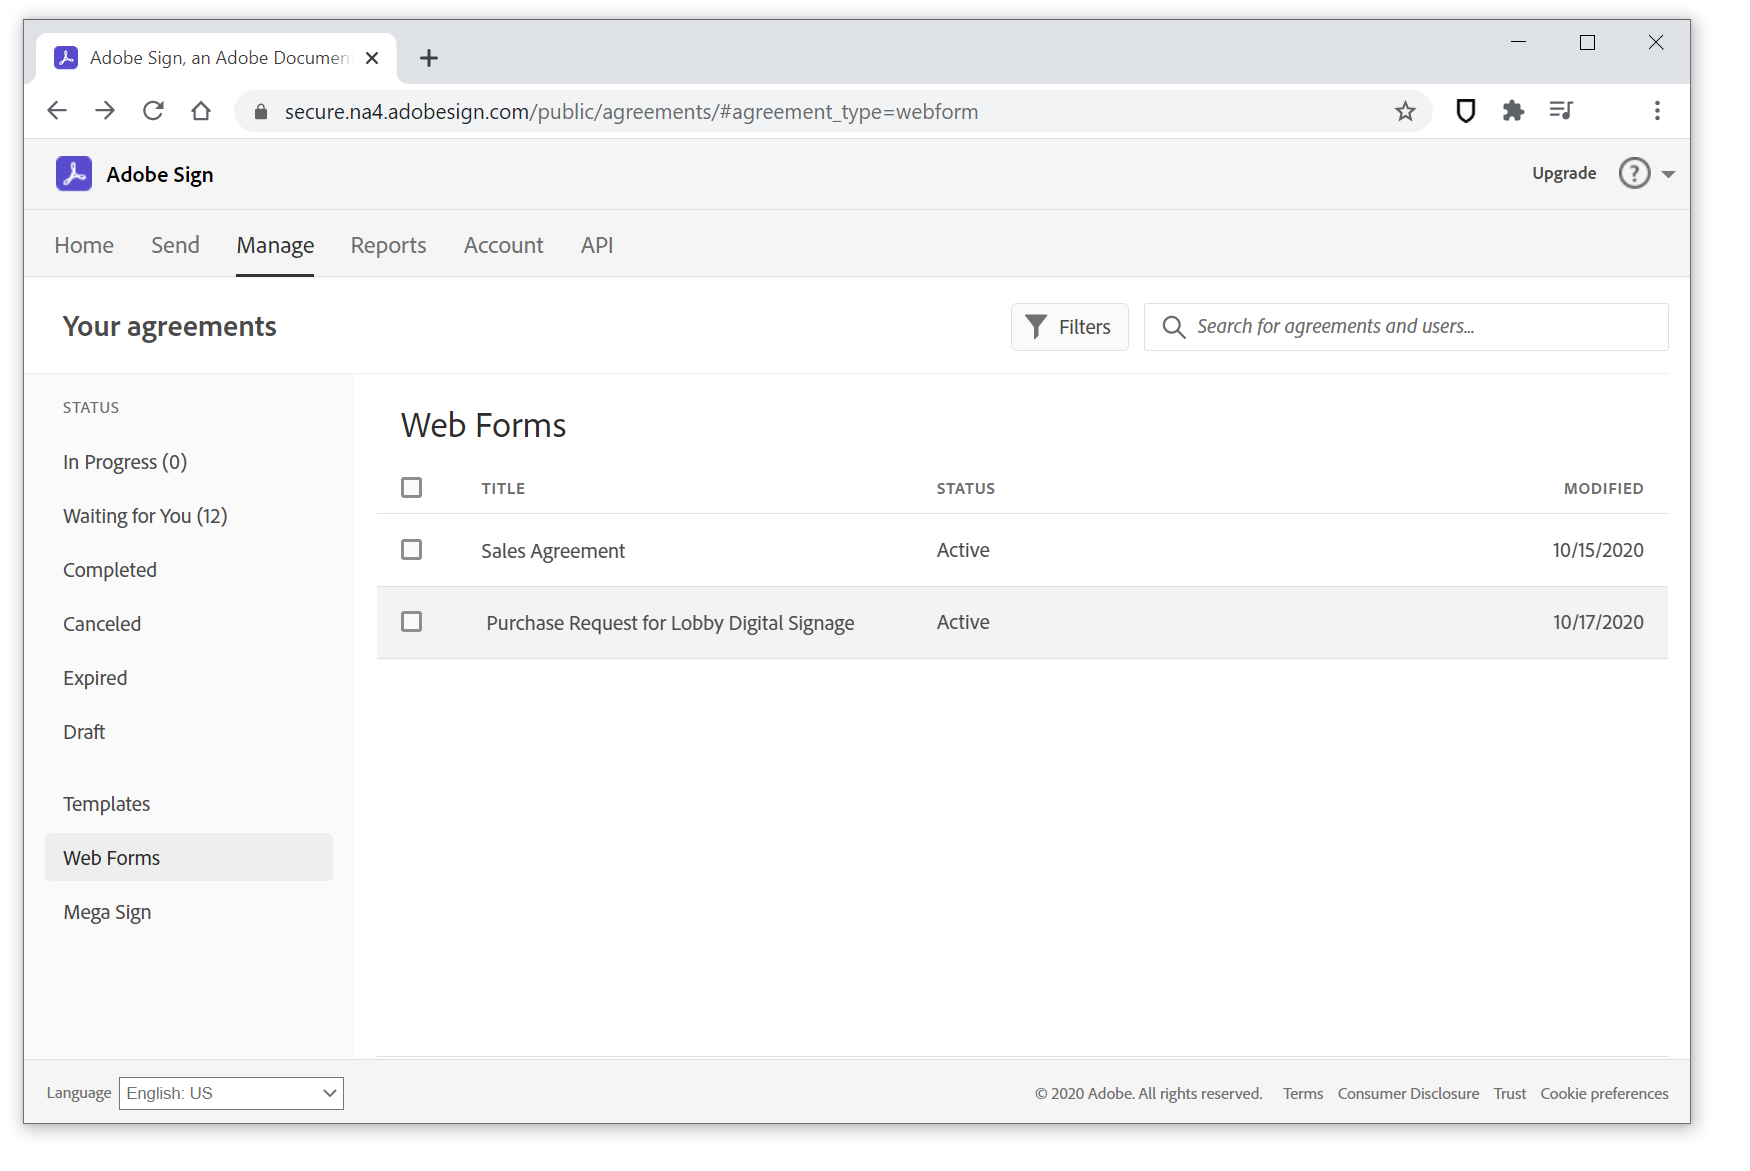 Adobe Sign, an Adobe Documen
secure.na4.adobesign.com/public/agreements/#agreement_type=webform
Adobe Sign
Upgrade
Home Send Manage Reports Account API
Your agreements
Filters
Search for agreements and users...
STATUS
In Progress (0)
Waiting for You (12)
Completed
Canceled
Expired
Draft
Templates
Web Forms
Mega Sign
Web Forms
TITLE STATUS MODIFIED
Sales Agreement Active 10/15/2020
Purchase Request for Lobby Digital Signage Active 10/17/2020
Language English: US
© 2020 Adobe. All rights reserved. Terms Consumer Disclosure Trust Cookie preferences